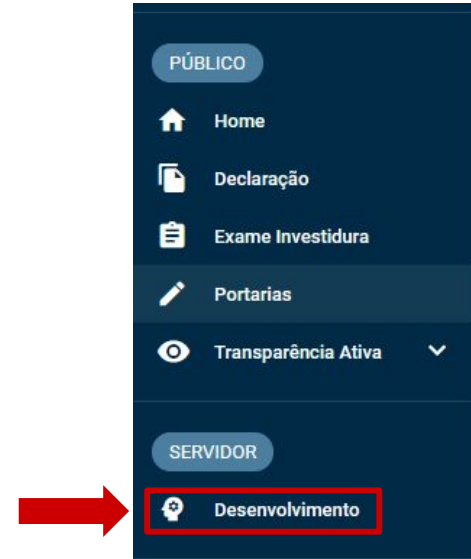 PÚBLICO
Home
Declaração
Exame Investidura
Portarias
Transparência Ativa
SERVIDOR
Desenvolvimento